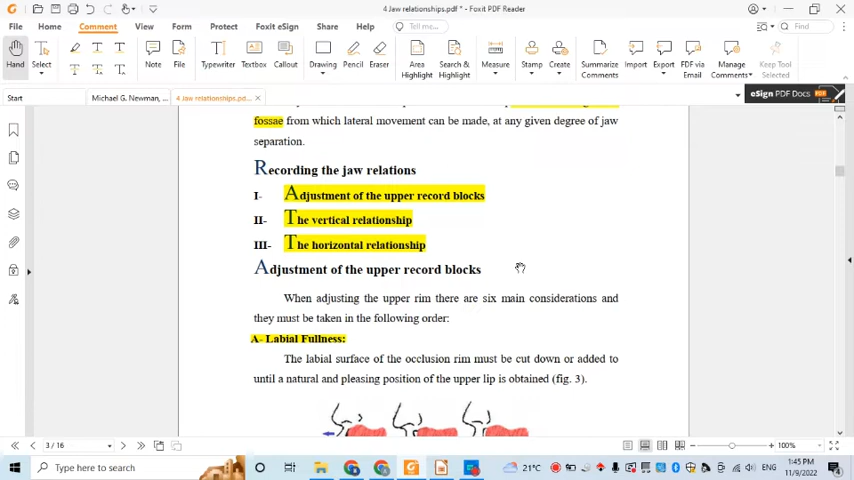 4 Jaw relationships.pdf * - Foxit PDF Reader
File Home Comment View Form Protect Foxit eSign Share Help Tell me... Find
Hand Select Note File Typewriter Textbox Callout Drawing Pencil Eraser Area Highlight Search & Highlight Measure Stamp Create Summarize Comments Import Export FDF via Email Manage Comments Keep Tool Selected
Start Michael G. Newman, ... 4 Jaw relationships.pd... eSign PDF Docs
fossae from which lateral movement can be made, at any given degree of jaw
separation.
Recording the jaw relations
I- Adjustment of the upper record blocks
II- The vertical relationship
III- The horizontal relationship
Adjustment of the upper record blocks
When adjusting the upper rim there are six main considerations and
they must be taken in the following order:
A- Labial Fullness:
The labial surface of the occlusion rim must be cut down or added to
until a natural and pleasing position of the upper lip is obtained (fig. 3).
3 / 16 100%
Type here to search 21°C ENG 1:45 PM
11/9/2022 4